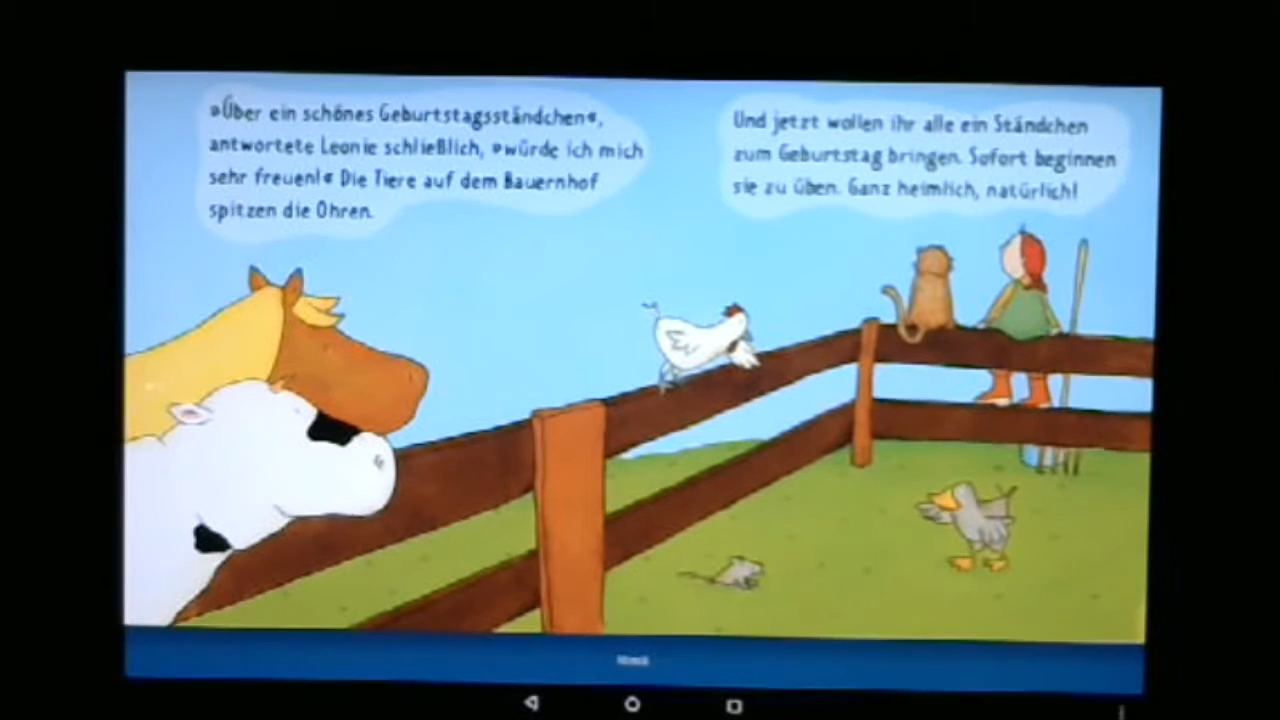 »Über ein schönes Geburtstagsständchen«,
antwortete Leonie schließlich, »würde ich mich
sehr freuen!« Die Tiere auf dem Bauernhof
spitzen die Ohren.
Und jetzt wollen ihr alle ein Ständchen
zum Geburtstag bringen. Sofort beginnen
sie zu üben. Ganz heimlich, natürlich!